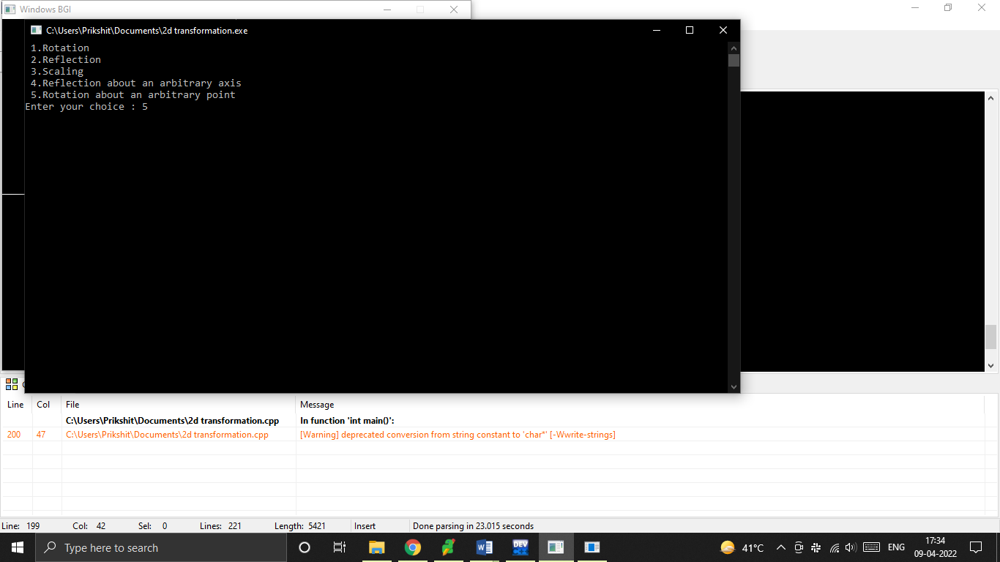 Windows BGI
C:\Users\Prikshit\Documents\2d transformation.exe
1.Rotation
2.Reflection
3.Scaling
4.Reflection about an arbitrary axis
5.Rotation about an arbitrary point
Enter your choice : 5
Line Col File Message
C:\Users\Prikshit\Documents\2d transformation.cpp In function 'int main()':
200 47 C:\Users\Prikshit\Documents\2d transformation.cpp [Warning] deprecated conversion from string constant to 'char*' [-Wwrite-strings]
Line: 199 Col: 42 Sel: 0 Lines: 221 Length: 5421 Insert Done parsing in 23.015 seconds
Type here to search
DEV
41°C
ENG
17:34
09-04-2022